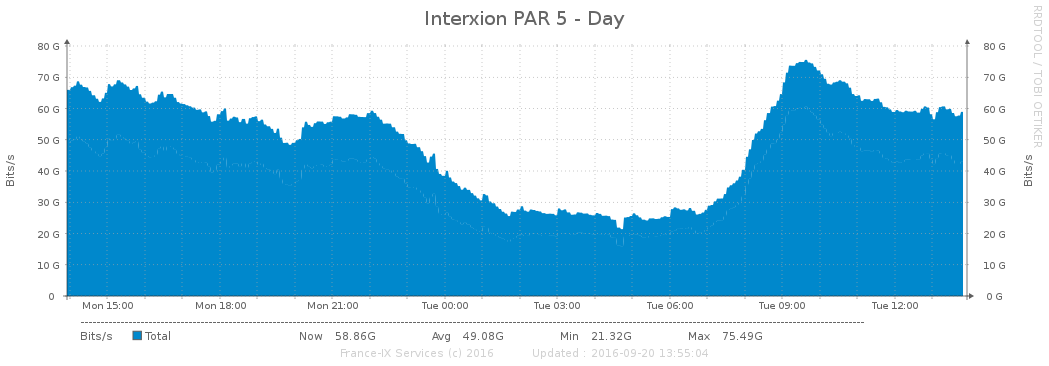 Interxion PAR 5 - Day
RRDTOOL / TOBI OETIKER
Bits/s
80 G 80 G
70 G 70 G
60 G 60 G
50 G 50 G
40 G 40 G
30 G 30 G
20 G 20 G
10 G 10 G
0 0 G
Bits/s
Mon 15:00 Mon 18:00 Mon 21:00 Tue 00:00 Tue 03:00 Tue 06:00 Tue 09:00 Tue 12:00
Bits/s Total Now 58.86G Avg 49.08G Min 21.32G Max 75.49G
France-IX Services (c) 2016 Updated : 2016-09-20 13:55:04